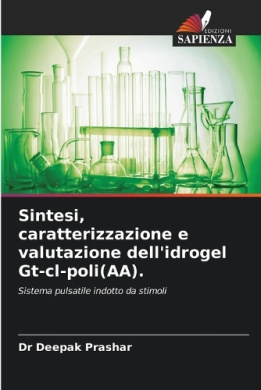 EDIZIONI
SAPIENZA
Sintesi,
caratterizzazione e
valutazione dell'idrogel
Gt-cl-poli(AA).
Sistema pulsatile indotto da stimoli
Dr Deepak Prashar